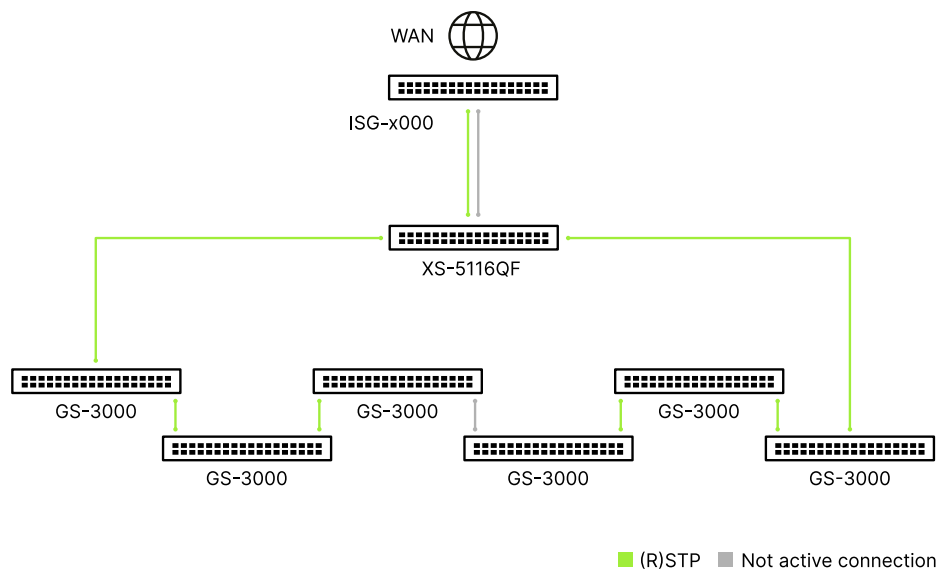 WAN
ISG-x000
XS-5116QF
GS-3000
GS-3000
GS-3000
GS-3000
GS-3000
GS-3000
(R)STP
Not active connection